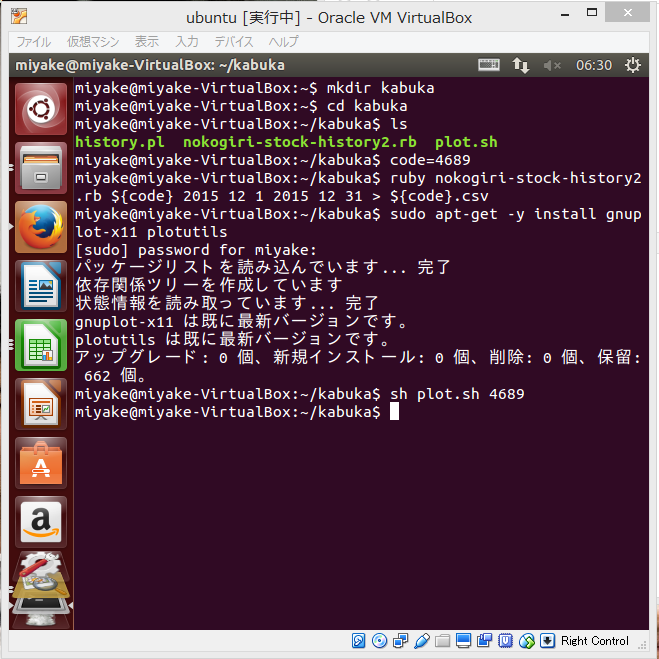 ubuntu [実行中] - Oracle VM VirtualBox
ファイル 仮想マシン 表示 入力 デバイス ヘルプ
miyake@miyake-VirtualBox: ~/kabuka 06:30
miyake@miyake-VirtualBox:~$ mkdir kabuka
miyake@miyake-VirtualBox:~$ cd kabuka
miyake@miyake-VirtualBox:~/kabuka$ ls
history.pl nokogiri-stock-history2.rb plot.sh
miyake@miyake-VirtualBox:~/kabuka$ code=4689
miyake@miyake-VirtualBox:~/kabuka$ ruby nokogiri-stock-history2
.rb ${code} 2015 12 1 2015 12 31 > ${code}.csv
miyake@miyake-VirtualBox:~/kabuka$ sudo apt-get -y install gnup
lot-x11 plotutils
[sudo] password for miyake:
パッケージリストを読み込んでいます... 完了
依存関係ツリーを作成しています
状態情報を読み取っています... 完了
gnuplot-x11 は既に最新バージョンです。
plotutils は既に最新バージョンです。
アップグレード: 0 個、新規インストール: 0 個、削除: 0 個、保留:
662 個。
miyake@miyake-VirtualBox:~/kabuka$ sh plot.sh 4689
miyake@miyake-VirtualBox:~/kabuka$
Right Control